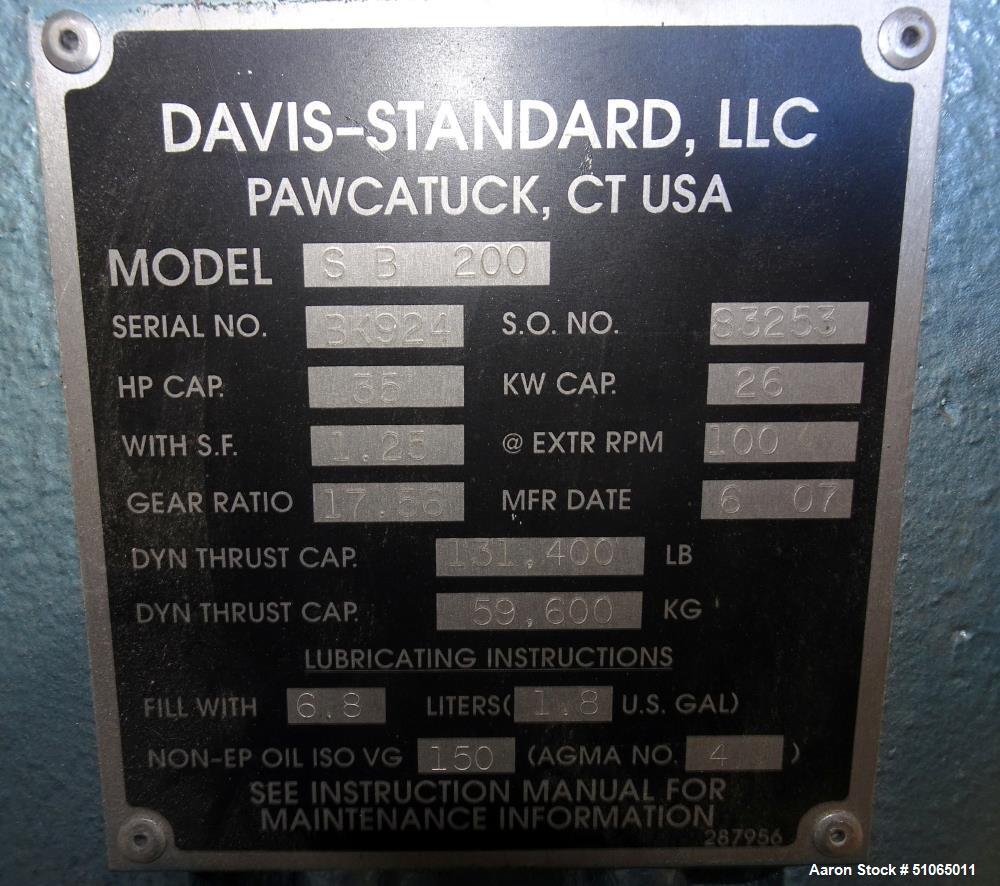 DAVIS-STANDARD, LLC
PAWCATUCK, CT USA
MODEL S B 200
SERIAL NO. BK924 S.O. NO. 83253
HP CAP. 35 KW CAP. 26
WITH S.F. 1.25 @ EXTR RPM 100
GEAR RATIO 17.56 MFR DATE 6 07
DYN THRUST CAP. 131,400 LB
DYN THRUST CAP. 59,600 KG
LUBRICATING INSTRUCTIONS
FILL WITH 6.8 LITERS( 1.8 U.S. GAL)
NON-EP OIL ISO VG 150 (AGMA NO. 4 )
SEE INSTRUCTION MANUAL FOR
MAINTENANCE INFORMATION
287956
Aaron Stock # 51065011